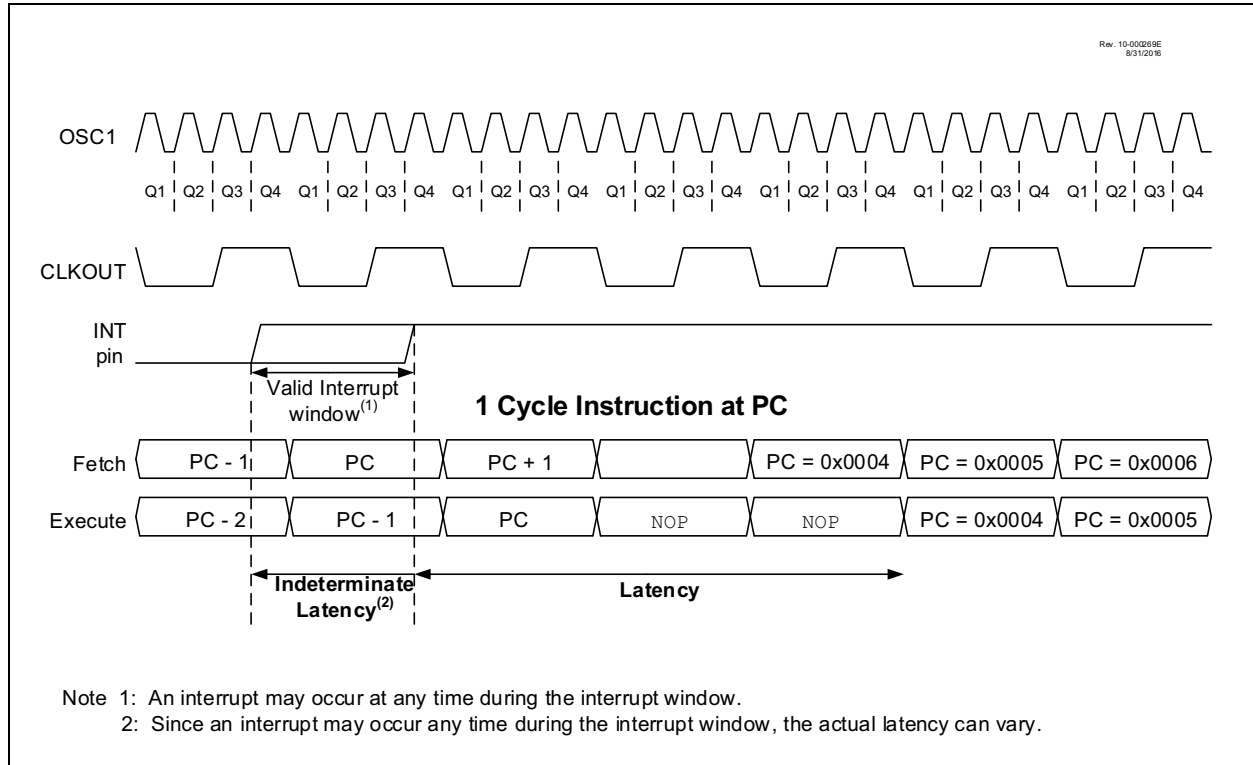 Rev. 10-000269E
8/31/2016
OSC1
Q1 Q2 Q3 Q4 Q1 Q2 Q3 Q4 Q1 Q2 Q3 Q4 Q1 Q2 Q3 Q4 Q1 Q2 Q3 Q4 Q1 Q2 Q3 Q4 Q1 Q2 Q3 Q4
CLKOUT
INT
pin
Valid Interrupt
window(1)
1 Cycle Instruction at PC
Fetch PC - 1 PC PC + 1 PC = 0x0004 PC = 0x0005 PC = 0x0006
Execute PC - 2 PC - 1 PC NOP NOP PC = 0x0004 PC = 0x0005
Indeterminate
Latency(2)
Latency
Note 1: An interrupt may occur at any time during the interrupt window.
2: Since an interrupt may occur any time during the interrupt window, the actual latency can vary.